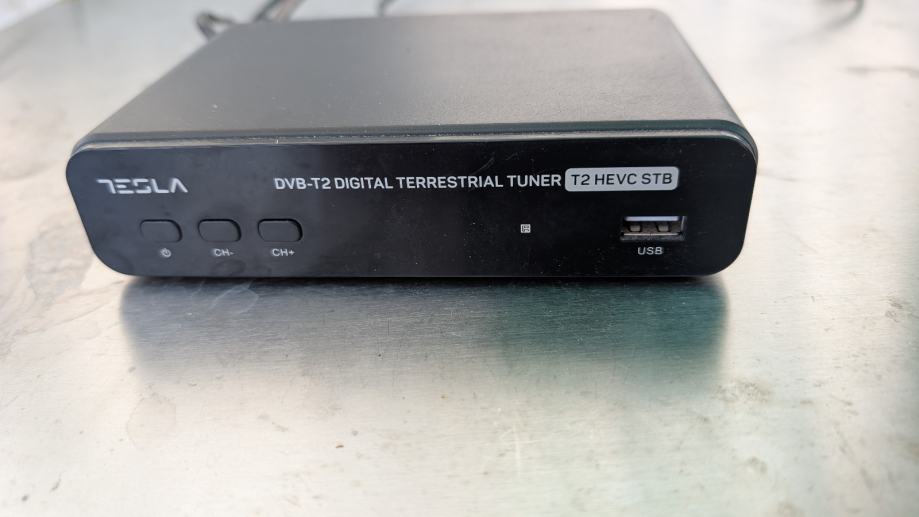 TESLA
DVB-T2 DIGITAL TERRESTRIAL TUNER T2 HEVC STB
CH- CH+ USB